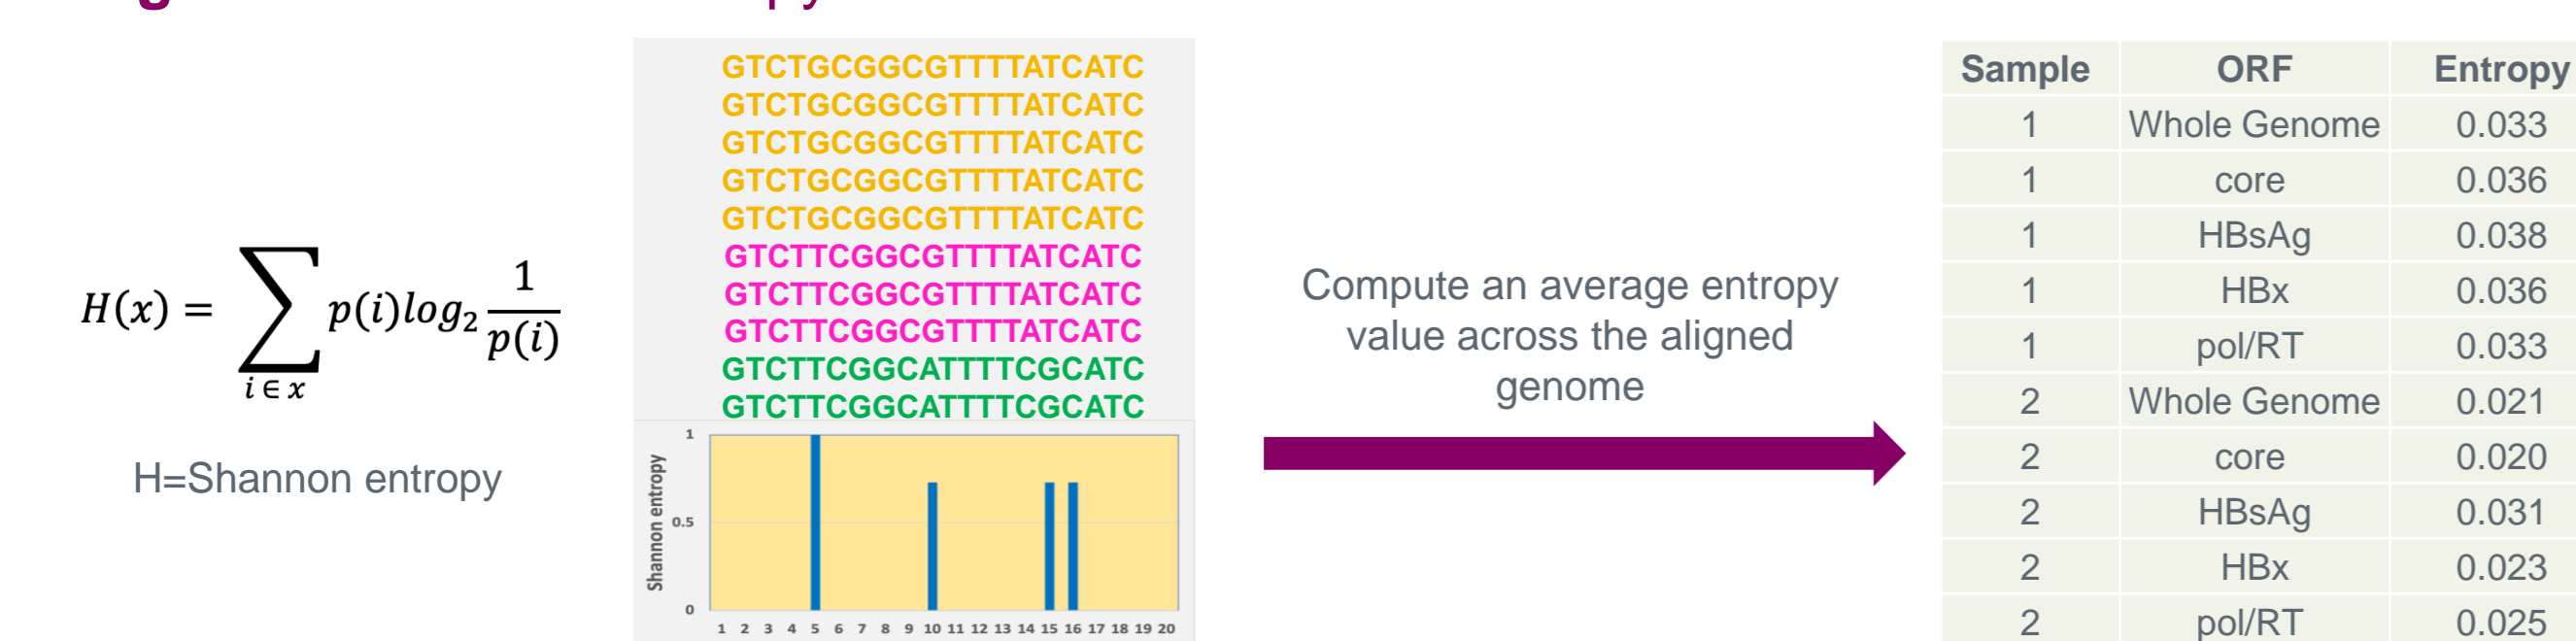 H(x) = ∑ p(i)log₂ 1/p(i)
i ∈ x
H=Shannon entropy
GTCTGCGGCGTTTTATCATC
GTCTGCGGCGTTTTATCATC
GTCTGCGGCGTTTTATCATC
GTCTGCGGCGTTTTATCATC
GTCTGCGGCGTTTTATCATC
GTCTTCGGCGTTTTATCATC
GTCTTCGGCGTTTTATCATC
GTCTTCGGCGTTTTATCATC
GTCTTCGGCATTTTCGCATC
GTCTTCGGCATTTTCGCATC
Shannon entropy
1
0.5
0
1 2 3 4 5 6 7 8 9 10 11 12 13 14 15 16 17 18 19 20
Compute an average entropy
value across the aligned
genome
Sample ORF Entropy
1 Whole Genome 0.033
1 core 0.036
1 HBsAg 0.038
1 HBx 0.036
1 pol/RT 0.033
2 Whole Genome 0.021
2 core 0.020
2 HBsAg 0.031
2 HBx 0.023
2 pol/RT 0.025